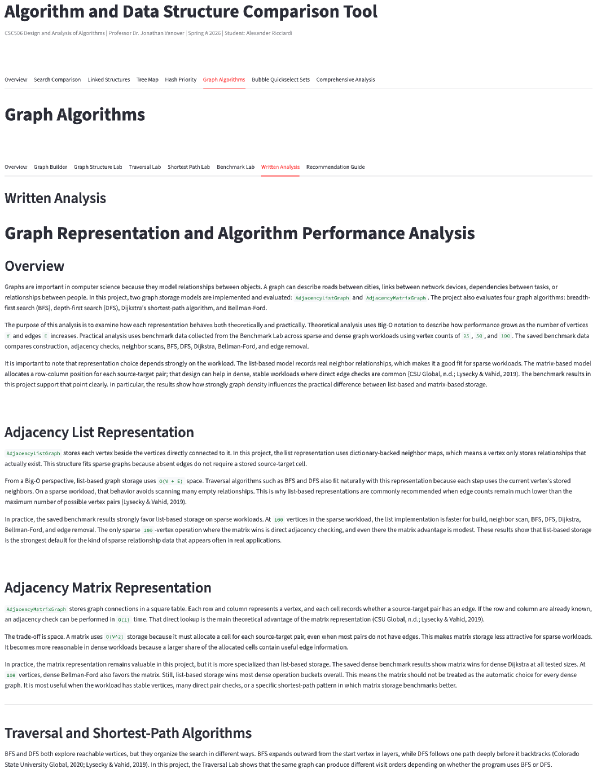 Algorithm and Data Structure Comparison Tool
CSC506 Design and Analysis of Algorithms | Professor Dr. Jonathan Vanover | Spring A 2026 | Student: Alexander Ricciardi
Overview Search Comparison Linked Structures Tree Map Hash Priority Graph Algorithms Bubble Quickselect Sets Comprehensive Analysis
Graph Algorithms
Overview Graph Builder Graph Structure Lab Traversal Lab Shortest Path Lab Benchmark Lab Written Analysis Recommendation Guide
Written Analysis
Graph Representation and Algorithm Performance Analysis
Overview
Graphs are important in computer science because they model relationships between objects. A graph can describe roads between cities, links between network devices, dependencies between tasks, or
relationships between people. In this project, two graph storage models are implemented and evaluated: AdjacencyListGraph and AdjacencyMatrixGraph. The project also evaluates four graph algorithms: breadth-
first search (BFS), depth-first search (DFS), Dijkstra's shortest-path algorithm, and Bellman-Ford.
The purpose of this analysis is to examine how each representation behaves both theoretically and practically. Theoretical analysis uses Big-O notation to describe how performance grows as the number of vertices
V and edges E increases. Practical analysis uses benchmark data collected from the Benchmark Lab across sparse and dense graph workloads using vertex counts of 25, 50, and 100. The saved benchmark data
compares construction, adjacency checks, neighbor scans, BFS, DFS, Dijkstra, Bellman-Ford, and edge removal.
It is important to note that representation choice depends strongly on the workload. The list-based model records real neighbor relationships, which makes it a good fit for sparse workloads. The matrix-based model
allocates a row-column position for each source-target pair; that design can help in dense, stable workloads where direct edge checks are common (CSU Global, n.d.; Lysecky & Vahid, 2019). The benchmark results in
this project support that point clearly. In particular, the results show how strongly graph density influences the practical difference between list-based and matrix-based storage.
Adjacency List Representation
AdjacencyListGraph stores each vertex beside the vertices directly connected to it. In this project, the list representation uses dictionary-backed neighbor maps, which means a vertex only stores relationships that
actually exist. This structure fits sparse graphs because absent edges do not require a stored source-target cell.
From a Big-O perspective, list-based graph storage uses O(V + E) space. Traversal algorithms such as BFS and DFS also fit naturally with this representation because each step uses the current vertex's stored
neighbors. On a sparse workload, that behavior avoids scanning many empty relationships. This is why list-based representations are commonly recommended when edge counts remain much lower than the
maximum number of possible vertex pairs (Lysecky & Vahid, 2019).
In practice, the saved benchmark results strongly favor list-based storage on sparse workloads. At 100 vertices in the sparse workload, the list implementation is faster for build, neighbor scan, BFS, DFS, Dijkstra,
Bellman-Ford, and edge removal. The only sparse 100-vertex operation where the matrix wins is direct adjacency checking, and even there the matrix advantage is modest. These results show that list-based storage
is the strongest default for the kind of sparse relationship data that appears often in real applications.
Adjacency Matrix Representation
AdjacencyMatrixGraph stores graph connections in a square table. Each row and column represents a vertex, and each cell records whether a source-target pair has an edge. If the row and column are already known,
an adjacency check can be performed in O(1) time. That direct lookup is the main theoretical advantage of the matrix representation (CSU Global, n.d.; Lysecky & Vahid, 2019).
The trade-off is space. A matrix uses O(V^2) storage because it must allocate a cell for each source-target pair, even when most pairs do not have edges. This makes matrix storage less attractive for sparse workloads.
It becomes more reasonable in dense workloads because a larger share of the allocated cells contain useful edge information.
In practice, the matrix representation remains valuable in this project, but it is more specialized than list-based storage. The saved dense benchmark results show matrix wins for dense Dijkstra at all tested sizes. At
100 vertices, dense Bellman-Ford also favors the matrix. Still, list-based storage wins most dense operation buckets overall. This means the matrix should not be treated as the automatic choice for every dense
graph. It is most useful when the workload has stable vertices, many direct pair checks, or a specific shortest-path pattern in which matrix storage benchmarks better.
Traversal and Shortest-Path Algorithms
BFS and DFS both explore reachable vertices, but they organize the search in different ways. BFS expands outward from the start vertex in layers, while DFS follows one path deeply before it backtracks (Colorado
State University Global, 2020; Lysecky & Vahid, 2019). In this project, the Traversal Lab shows that the same graph can produce different visit orders depending on whether the program uses BFS or DFS.